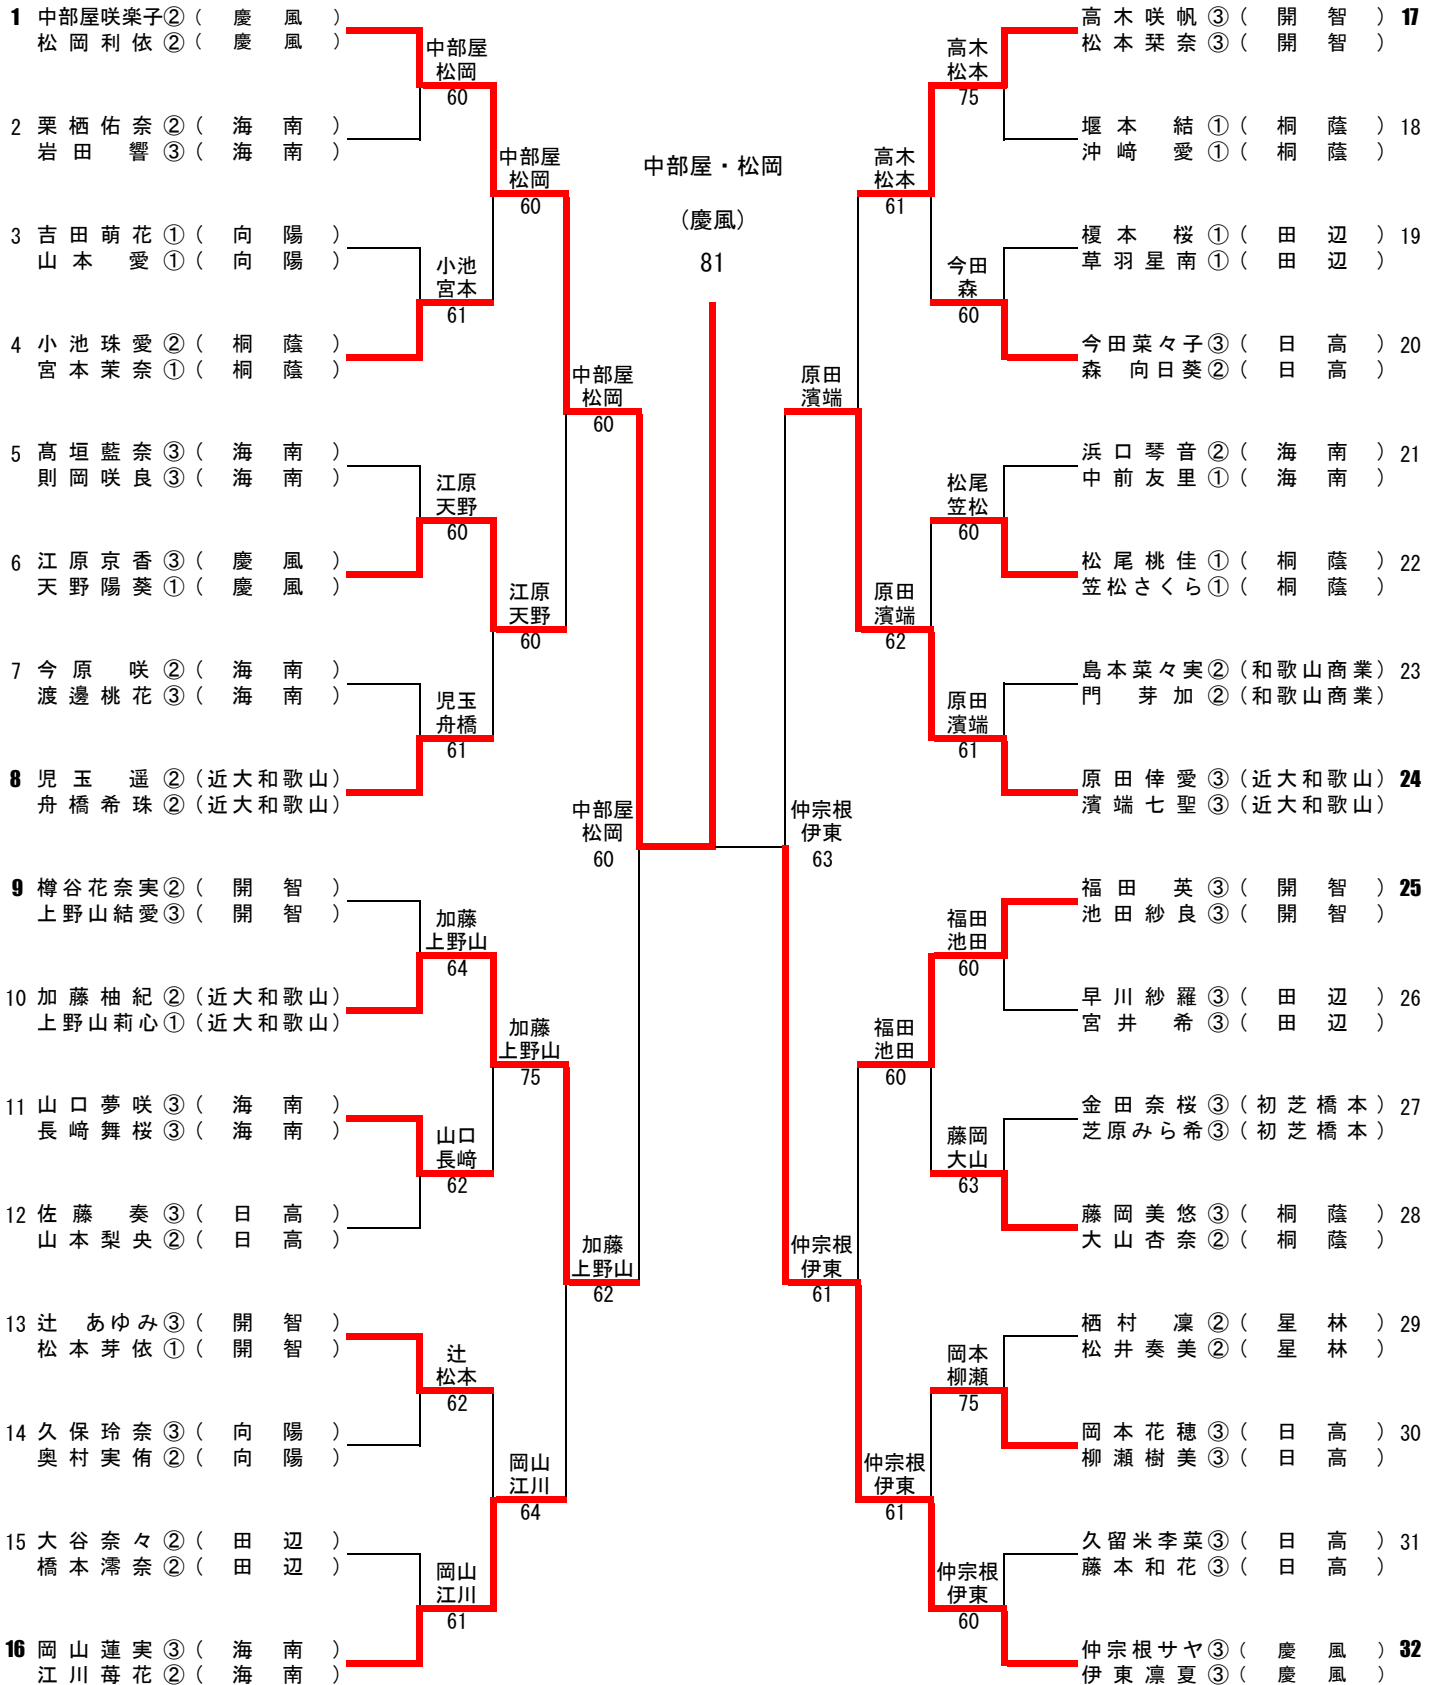 1 中部屋咲楽子②(慶風)
松岡利依②(慶風)
2 栗栖佑奈②(海南)
岩田響③(海南)
3 吉田萌花①(向陽)
山本愛①(向陽)
4 小池珠愛②(桐蔭)
宮本茉奈①(桐蔭)
5 髙垣藍奈③(海南)
則岡咲良③(海南)
6 江原京香③(慶風)
天野陽葵①(慶風)
7 今原咲②(海南)
渡邊桃花③(海南)
8 児玉遥②(近大和歌山)
舟橋希珠②(近大和歌山)
9 樽谷花奈実②(開智)
上野山結愛③(開智)
10 加藤柚紀②(近大和歌山)
上野山莉心①(近大和歌山)
11 山口夢咲③(海南)
長﨑舞桜③(海南)
12 佐藤奏③(日高)
山本梨央②(日高)
13 辻あゆみ③(開智)
松本芽依①(開智)
14 久保玲奈③(向陽)
奥村実侑②(向陽)
15 大谷奈々②(田辺)
橋本澪奈②(田辺)
16 岡山蓮実③(海南)
江川苺花②(海南)
中部屋
松岡
60
小池
宮本
61
江原
天野
60
児玉
舟橋
61
加藤
上野山
64
山口
長﨑
62
辻
松本
62
岡山
江川
61
中部屋
松岡
60
江原
天野
60
加藤
上野山
75
岡山
江川
64
中部屋
松岡
60
加藤
上野山
62
中部屋
松岡
60
中部屋・松岡
(慶風)
81
仲宗根
伊東
63
原田
濱端
仲宗根
伊東
61
高木
松本
61
原田
濱端
62
福田
池田
60
仲宗根
伊東
61
高木
松本
75
今田
森
60
松尾
笠松
60
原田
濱端
61
福田
池田
60
藤岡
大山
63
岡本
柳瀬
75
仲宗根
伊東
60
高木咲帆③(開智) 17
松本栞奈③(開智)
堰本結①(桐蔭) 18
沖﨑愛①(桐蔭)
榎本桜①(田辺) 19
草羽星南①(田辺)
今田菜々子③(日高) 20
森向日葵②(日高)
浜口琴音②(海南) 21
中前友里①(海南)
松尾桃佳①(桐蔭) 22
笠松さくら①(桐蔭)
島本菜々実②(和歌山商業) 23
門芽加②(和歌山商業)
原田倖愛③(近大和歌山) 24
濱端七聖③(近大和歌山)
福田英③(開智) 25
池田紗良③(開智)
早川紗羅③(田辺) 26
宮井希③(田辺)
金田奈桜③(初芝橋本) 27
芝原みら希③(初芝橋本)
藤岡美悠③(桐蔭) 28
大山杏奈②(桐蔭)
栖村凜②(星林) 29
松井奏美②(星林)
岡本花穂③(日高) 30
柳瀬樹美③(日高)
久留米李菜③(日高) 31
藤本和花③(日高)
仲宗根サヤ③(慶風) 32
伊東凛夏③(慶風)